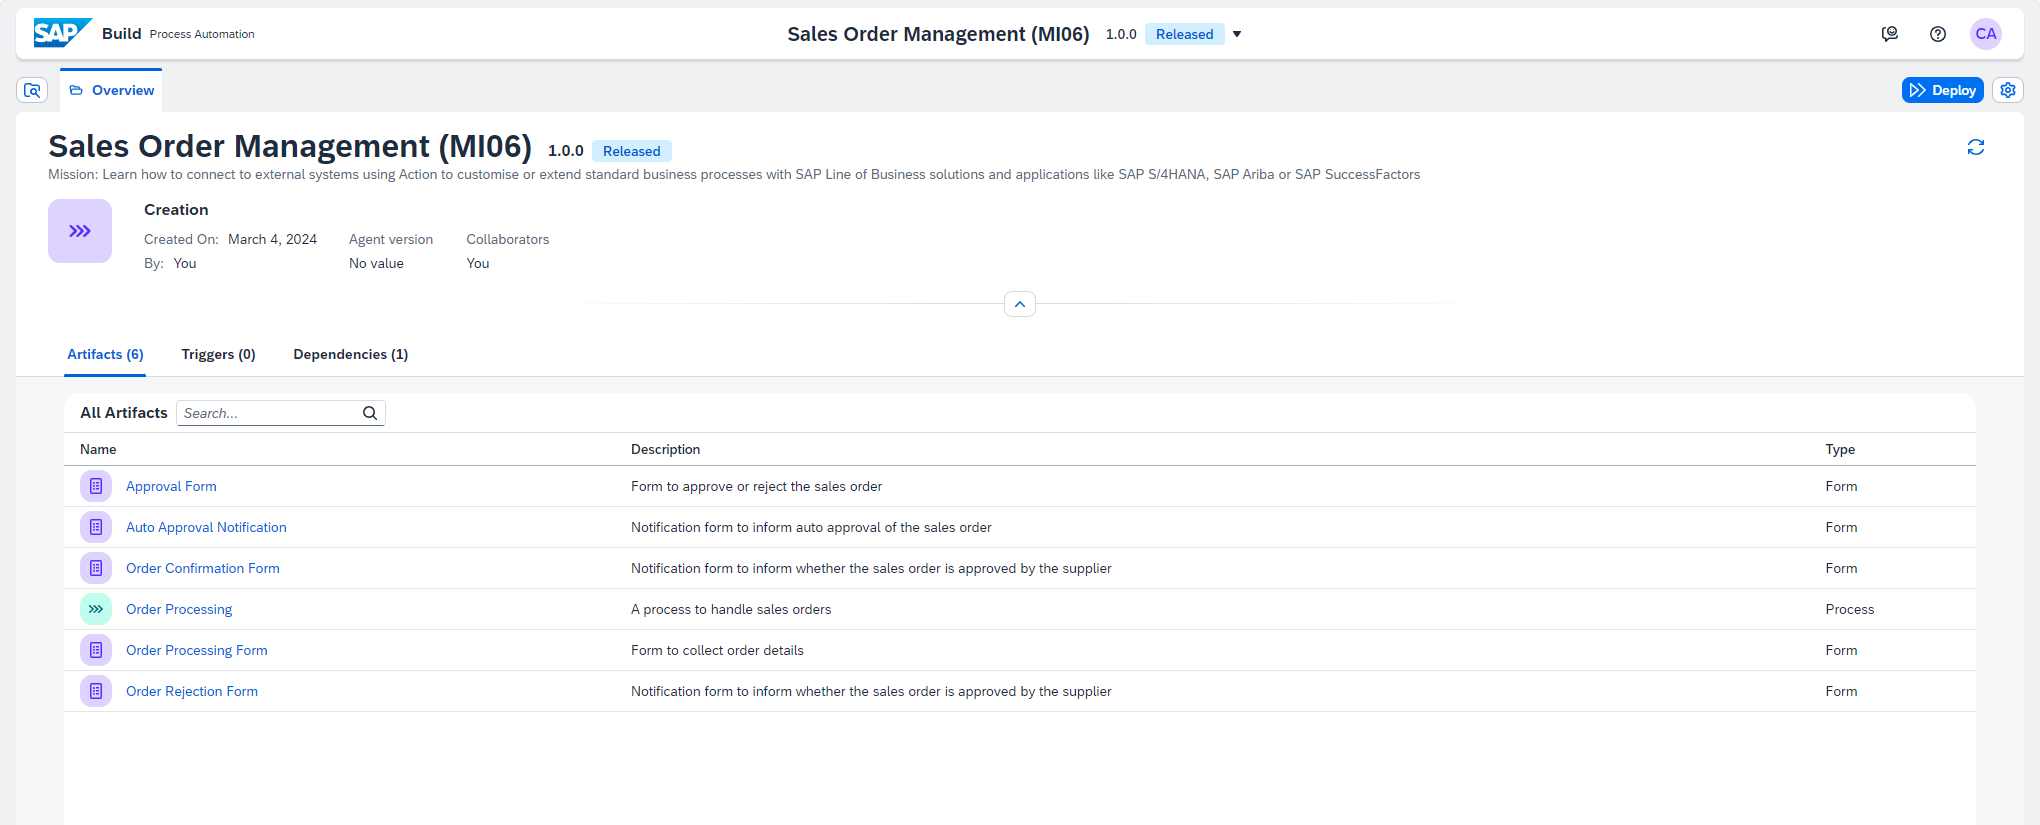 SAP Build Process Automation
Sales Order Management (MI06) 1.0.0 Released
CA
Overview
Deploy
Sales Order Management (MI06) 1.0.0 Released
Mission: Learn how to connect to external systems using Action to customise or extend standard business processes with SAP Line of Business solutions and applications like SAP S/4HANA, SAP Ariba or SAP SuccessFactors
Creation
Created On: March 4, 2024 Agent version Collaborators
By: You No value You
Artifacts (6) Triggers (0) Dependencies (1)
All Artifacts Search...
Name Description Type
Approval Form Form to approve or reject the sales order Form
Auto Approval Notification Notification form to inform auto approval of the sales order Form
Order Confirmation Form Notification form to inform whether the sales order is approved by the supplier Form
Order Processing A process to handle sales orders Process
Order Processing Form Form to collect order details Form
Order Rejection Form Notification form to inform whether the sales order is approved by the supplier Form